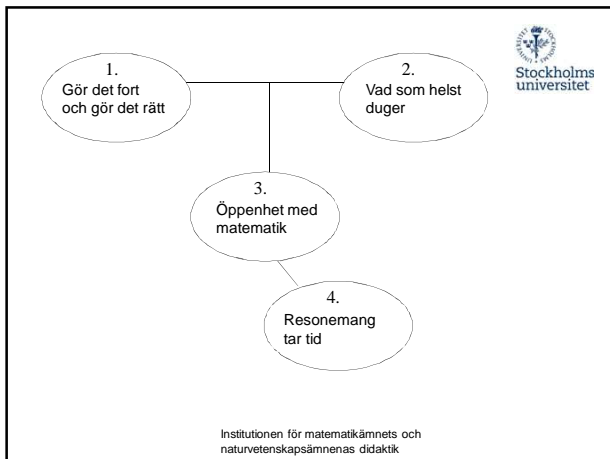 1.
Gör det fort
och gör det rätt
2.
Vad som helst
duger
Stockholms
universitet
3.
Öppenhet med
matematik
4.
Resonemang
tar tid
Institutionen för matematikämnets och
naturvetenskapsämnenas didaktik